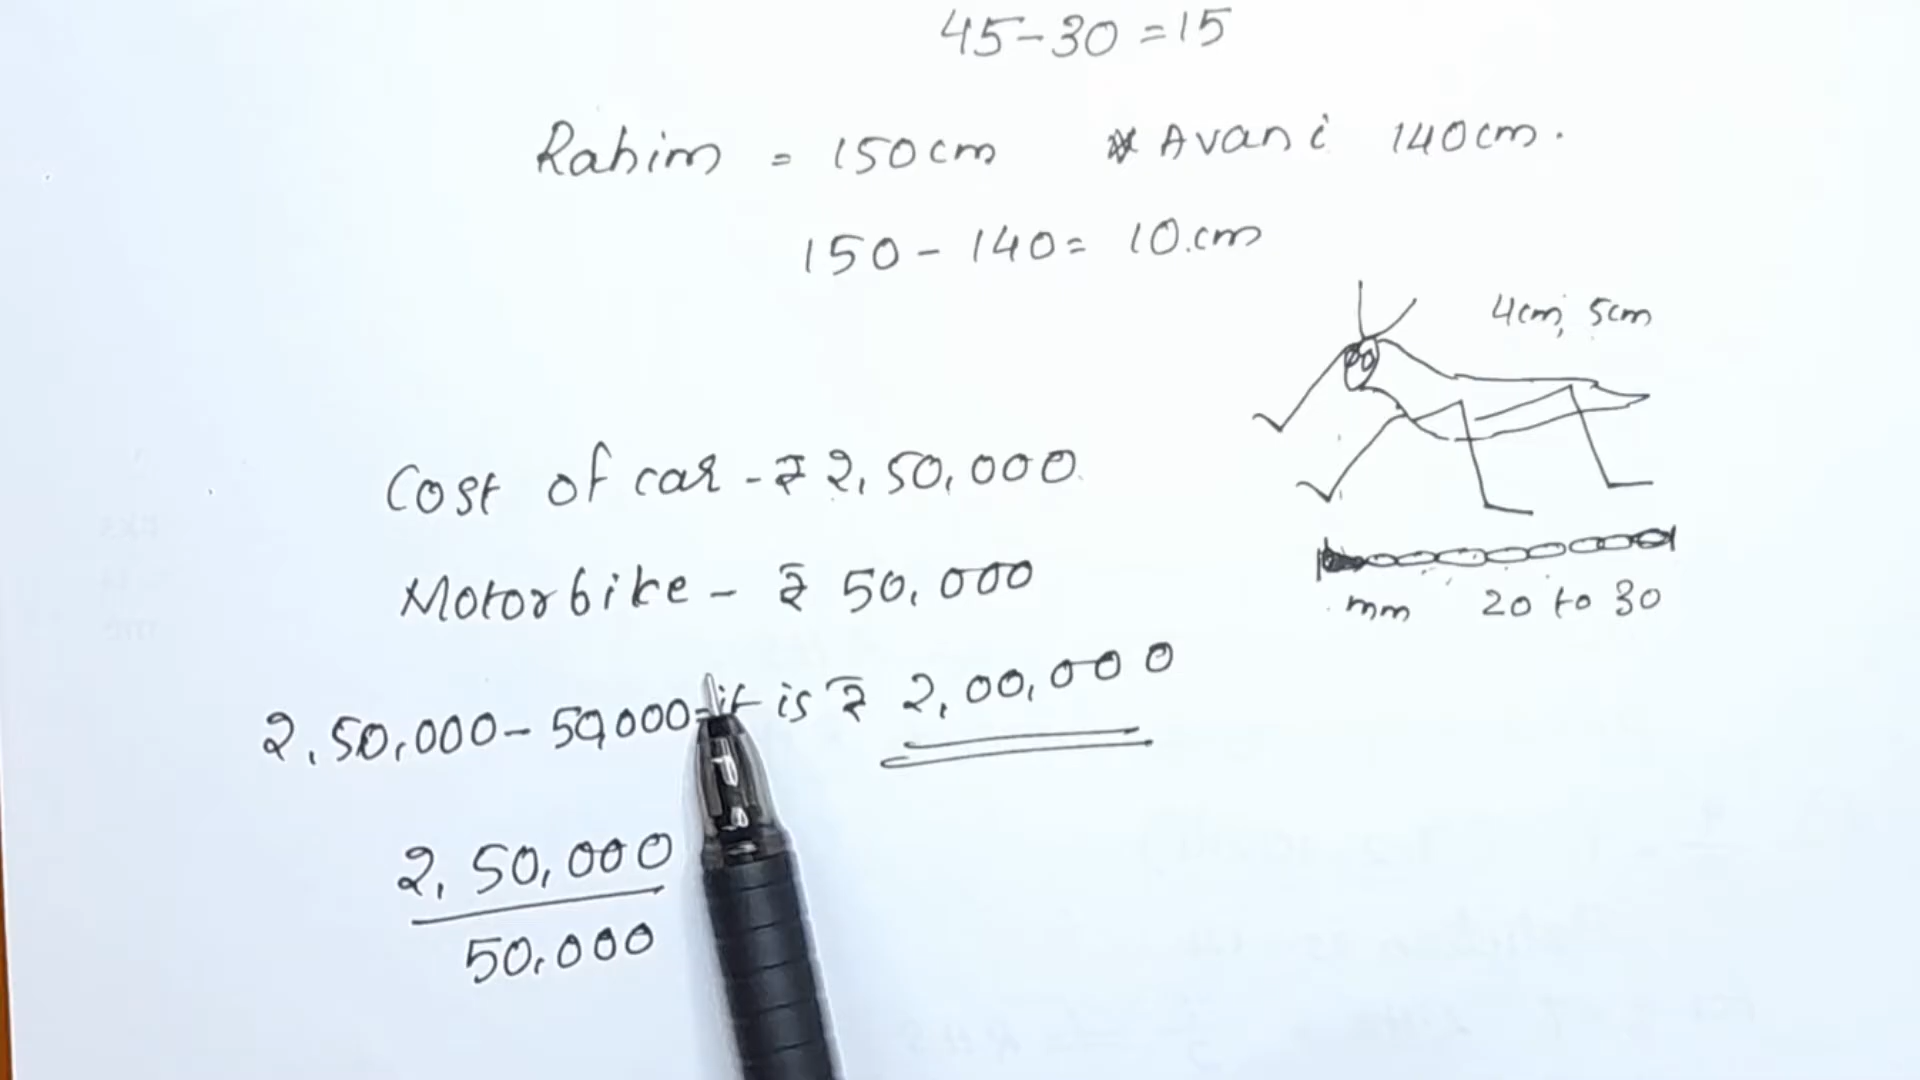 45-30=15
Rahim = 150cm Avani 140cm.
150-140= 10.cm
4cm, 5cm
Cost of car - ₹ 2,50,000
Motorbike - ₹ 50,000
mm 20 to 30
2,50,000-50,000= it is ₹ 2,00,000
2,50,000
50,000